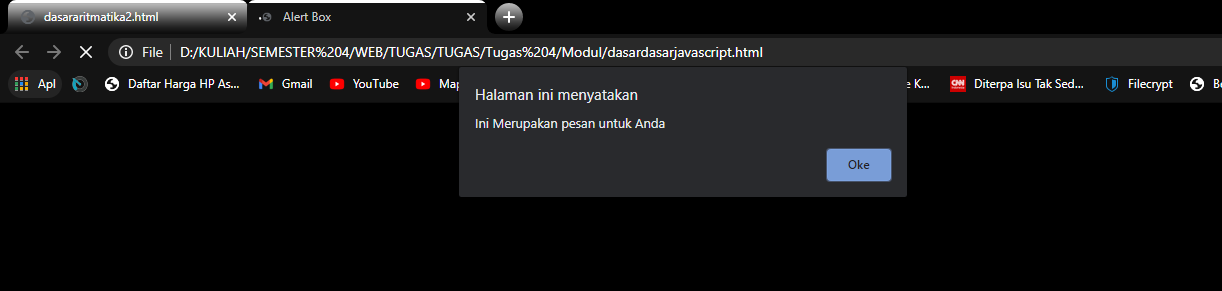 dasararitmatika2.html
Alert Box
File D:/KULIAH/SEMESTER%204/WEB/TUGAS/TUGAS/Tugas%204/Modul/dasardasarjavascript.html
Apl Daftar Harga HP As... Gmail YouTube Map e K... CNN Diterpa Isu Tak Sed... Filecrypt Be
Halaman ini menyatakan
Ini Merupakan pesan untuk Anda
Oke